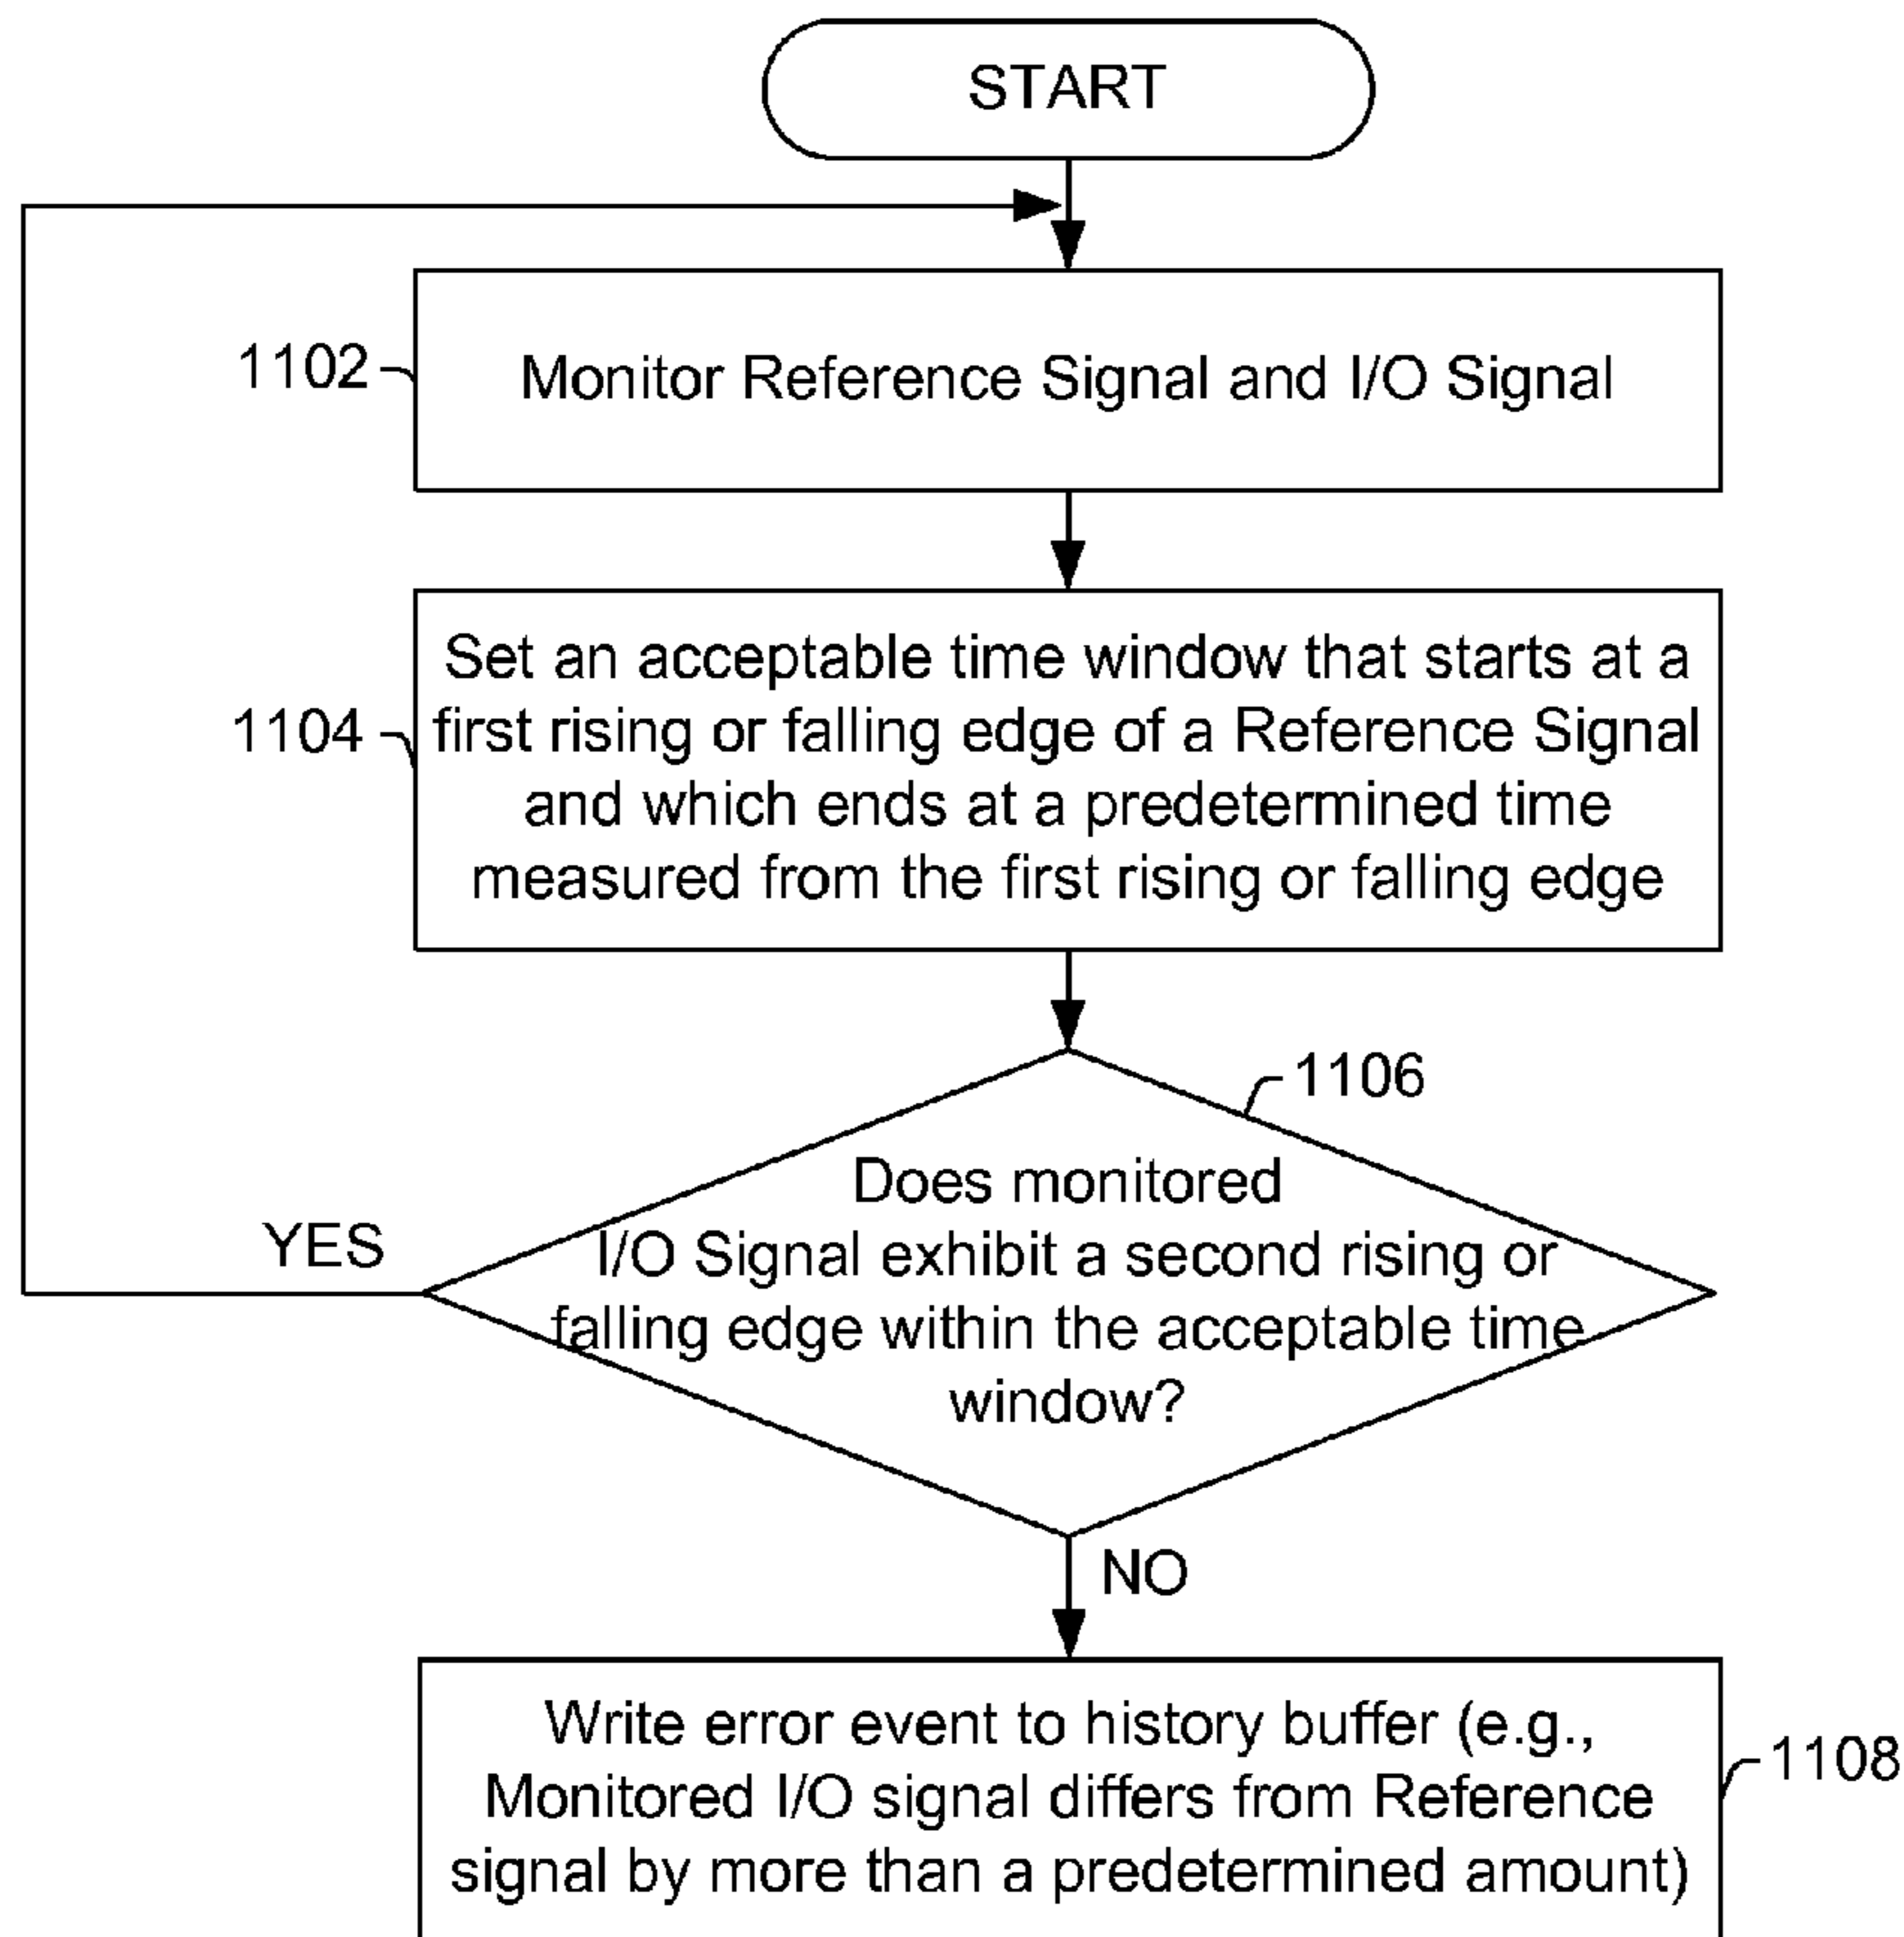 START
1102
Monitor Reference Signal and I/O Signal
Set an acceptable time window that starts at a
1104
first rising or falling edge of a Reference Signal
and which ends at a predetermined time
measured from the first rising or falling edge
1106
Does monitored
YES
I/O Signal exhibit a second rising or
falling edge within the acceptable time
window?
NO
Write error event to history buffer (e.g.,
1108
Monitored I/O signal differs from Reference
signal by more than a predetermined amount)